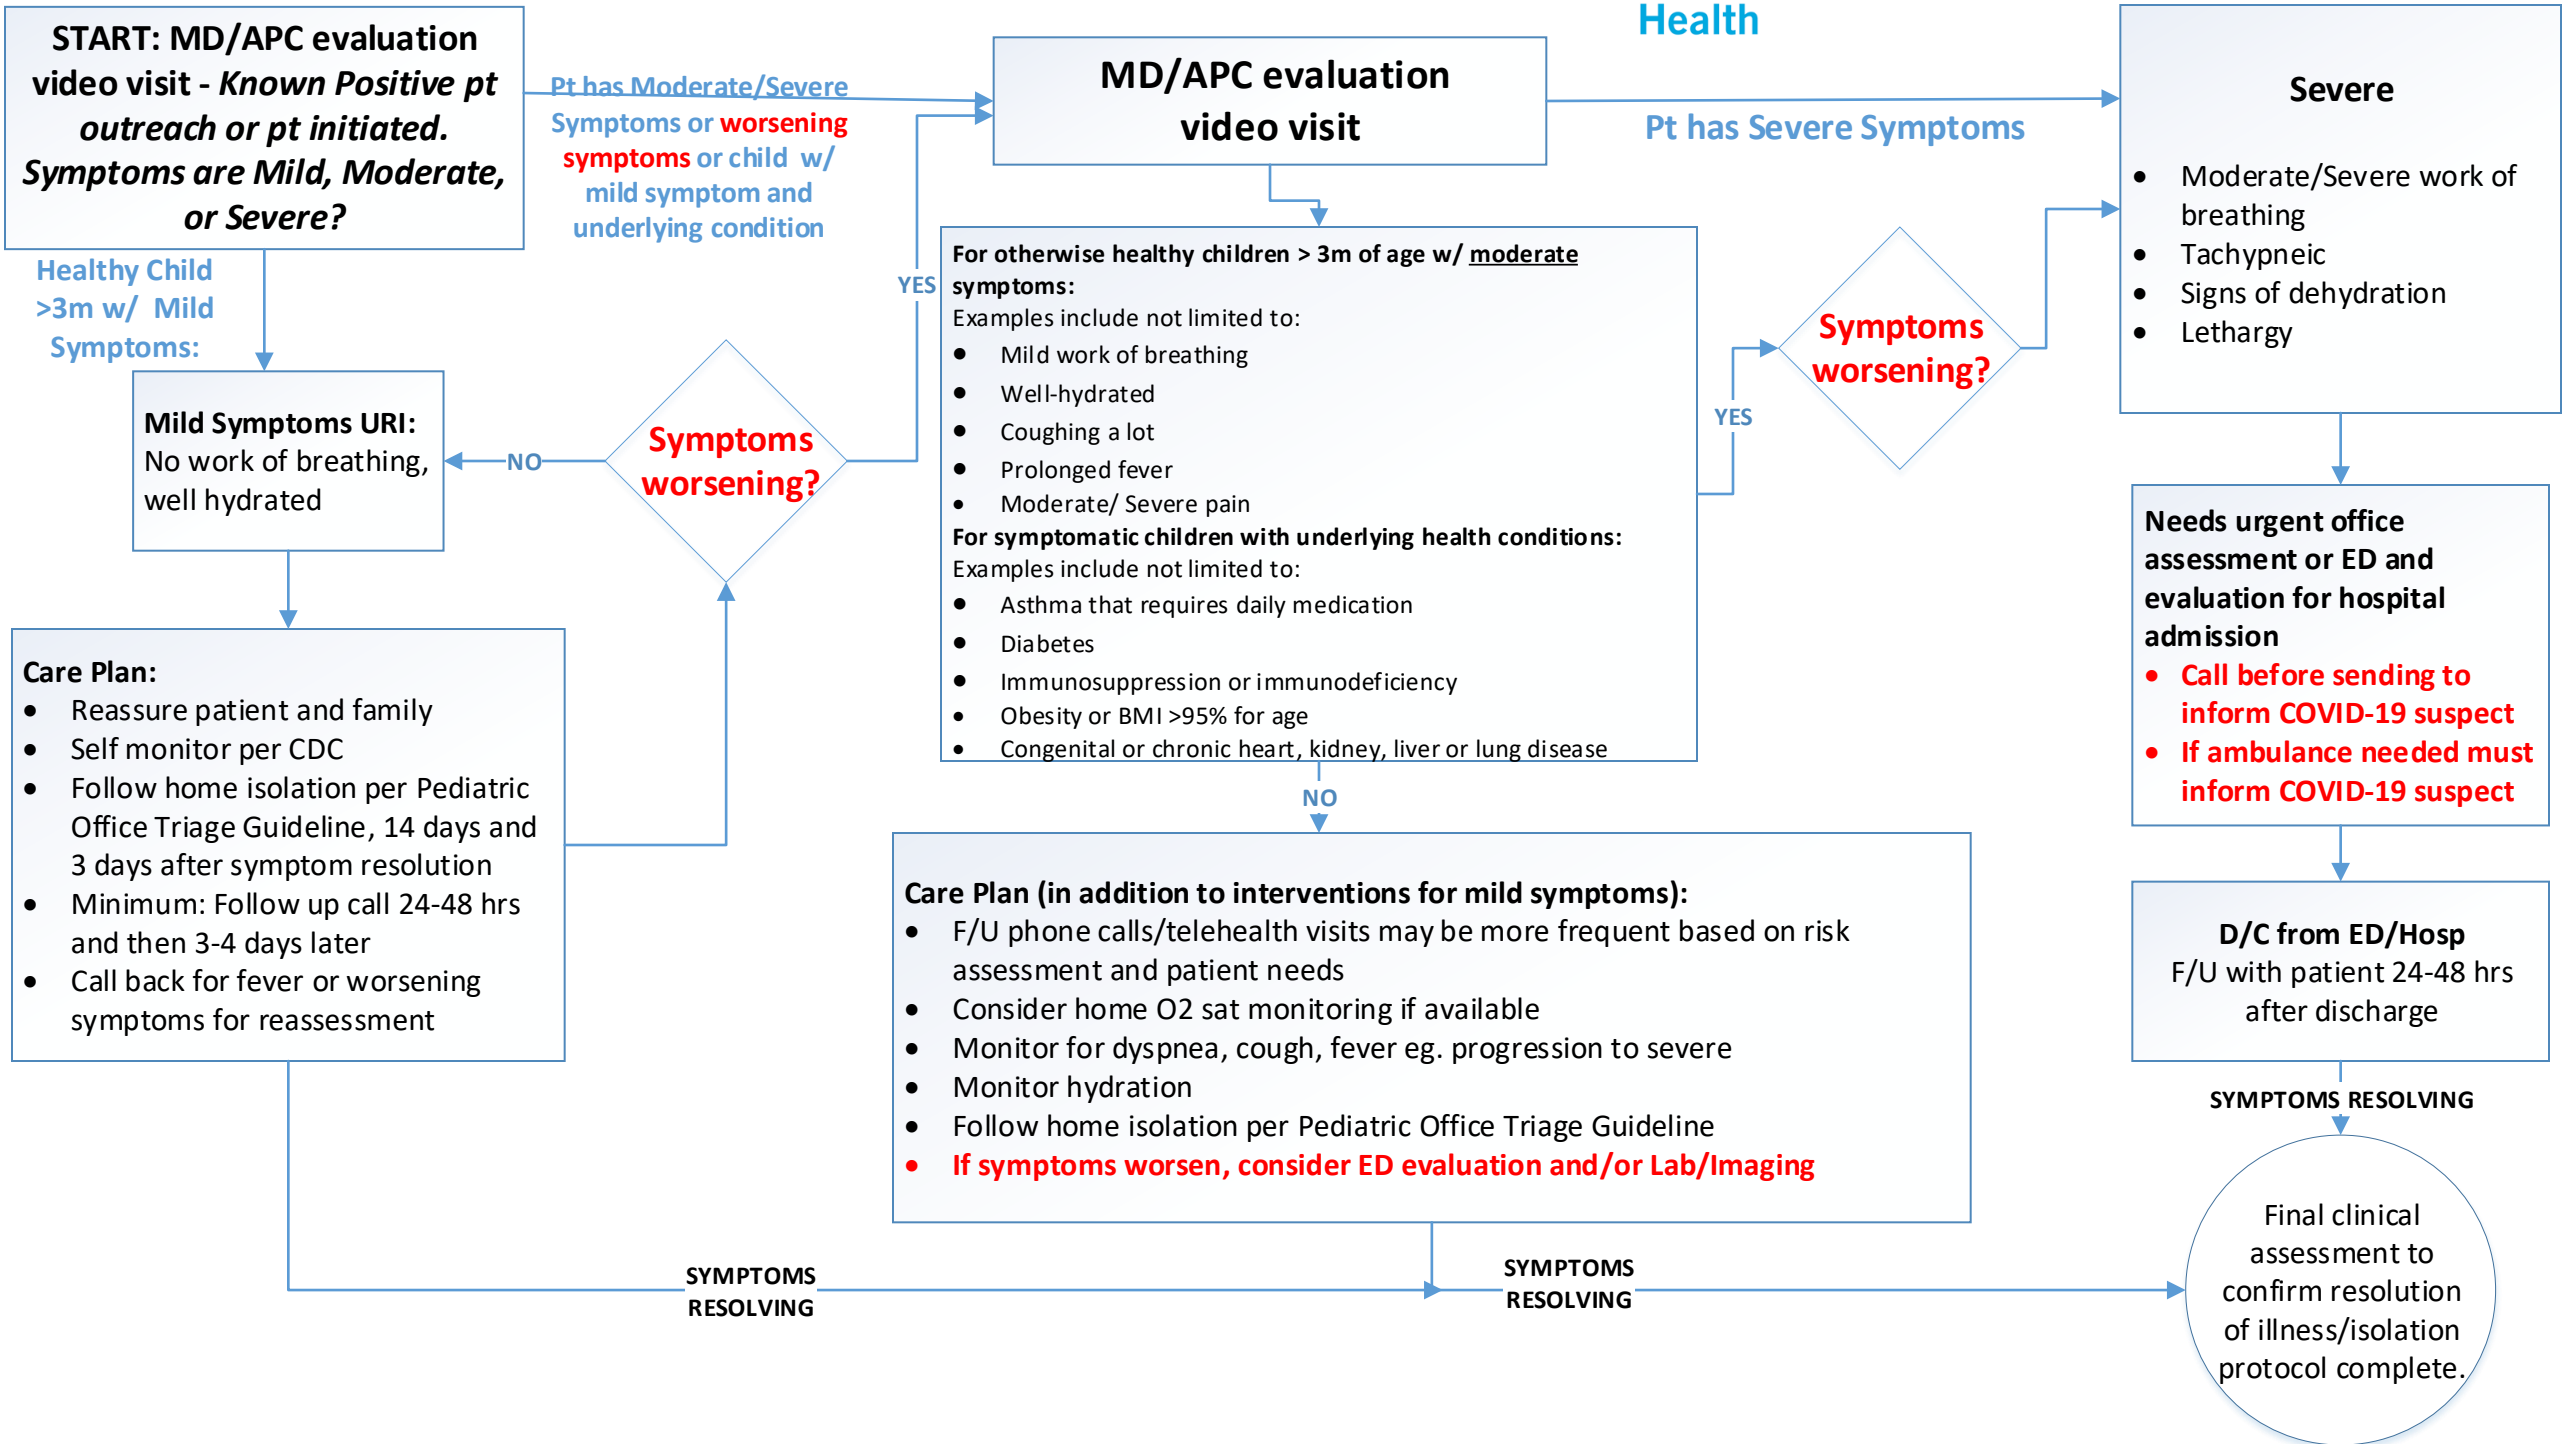 Health
START: MD/APC evaluation
video visit - Known Positive pt
outreach or pt initiated.
Symptoms are Mild, Moderate,
or Severe?
Pt has Moderate/Severe
Symptoms or worsening
symptoms or child w/
mild symptom and
underlying condition
MD/APC evaluation
video visit
Pt has Severe Symptoms
Severe
• Moderate/Severe work of
breathing
• Tachypneic
• Signs of dehydration
• Lethargy
Healthy Child
>3m w/ Mild
Symptoms:
Mild Symptoms URI:
No work of breathing,
well hydrated
NO
Symptoms
worsening?
YES
For otherwise healthy children > 3m of age w/ moderate
symptoms:
Examples include not limited to:
• Mild work of breathing
• Well-hydrated
• Coughing a lot
• Prolonged fever
• Moderate/ Severe pain
For symptomatic children with underlying health conditions:
Examples include not limited to:
• Asthma that requires daily medication
• Diabetes
• Immunosuppression or immunodeficiency
• Obesity or BMI >95% for age
• Congenital or chronic heart, kidney, liver or lung disease
YES
Symptoms
worsening?
Needs urgent office
assessment or ED and
evaluation for hospital
admission
• Call before sending to
inform COVID-19 suspect
• If ambulance needed must
inform COVID-19 suspect
Care Plan:
• Reassure patient and family
• Self monitor per CDC
• Follow home isolation per Pediatric
Office Triage Guideline, 14 days and
3 days after symptom resolution
• Minimum: Follow up call 24-48 hrs
and then 3-4 days later
• Call back for fever or worsening
symptoms for reassessment
NO
Care Plan (in addition to interventions for mild symptoms):
• F/U phone calls/telehealth visits may be more frequent based on risk
assessment and patient needs
• Consider home O2 sat monitoring if available
• Monitor for dyspnea, cough, fever eg. progression to severe
• Monitor hydration
• Follow home isolation per Pediatric Office Triage Guideline
• If symptoms worsen, consider ED evaluation and/or Lab/Imaging
D/C from ED/Hosp
F/U with patient 24-48 hrs
after discharge
SYMPTOMS RESOLVING
SYMPTOMS
RESOLVING
SYMPTOMS
RESOLVING
Final clinical
assessment to
confirm resolution
of illness/isolation
protocol complete.